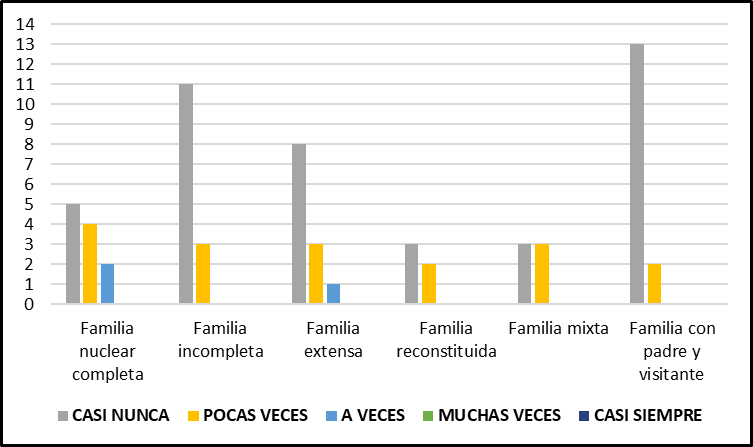 14
13
12
11
10
9
8
7
6
5
4
3
2
1
0
Familia nuclear completa
Familia incompleta
Familia extensa
Familia reconstituida
Familia mixta
Familia con padre y visitante
CASI NUNCA POCAS VECES A VECES MUCHAS VECES CASI SIEMPRE